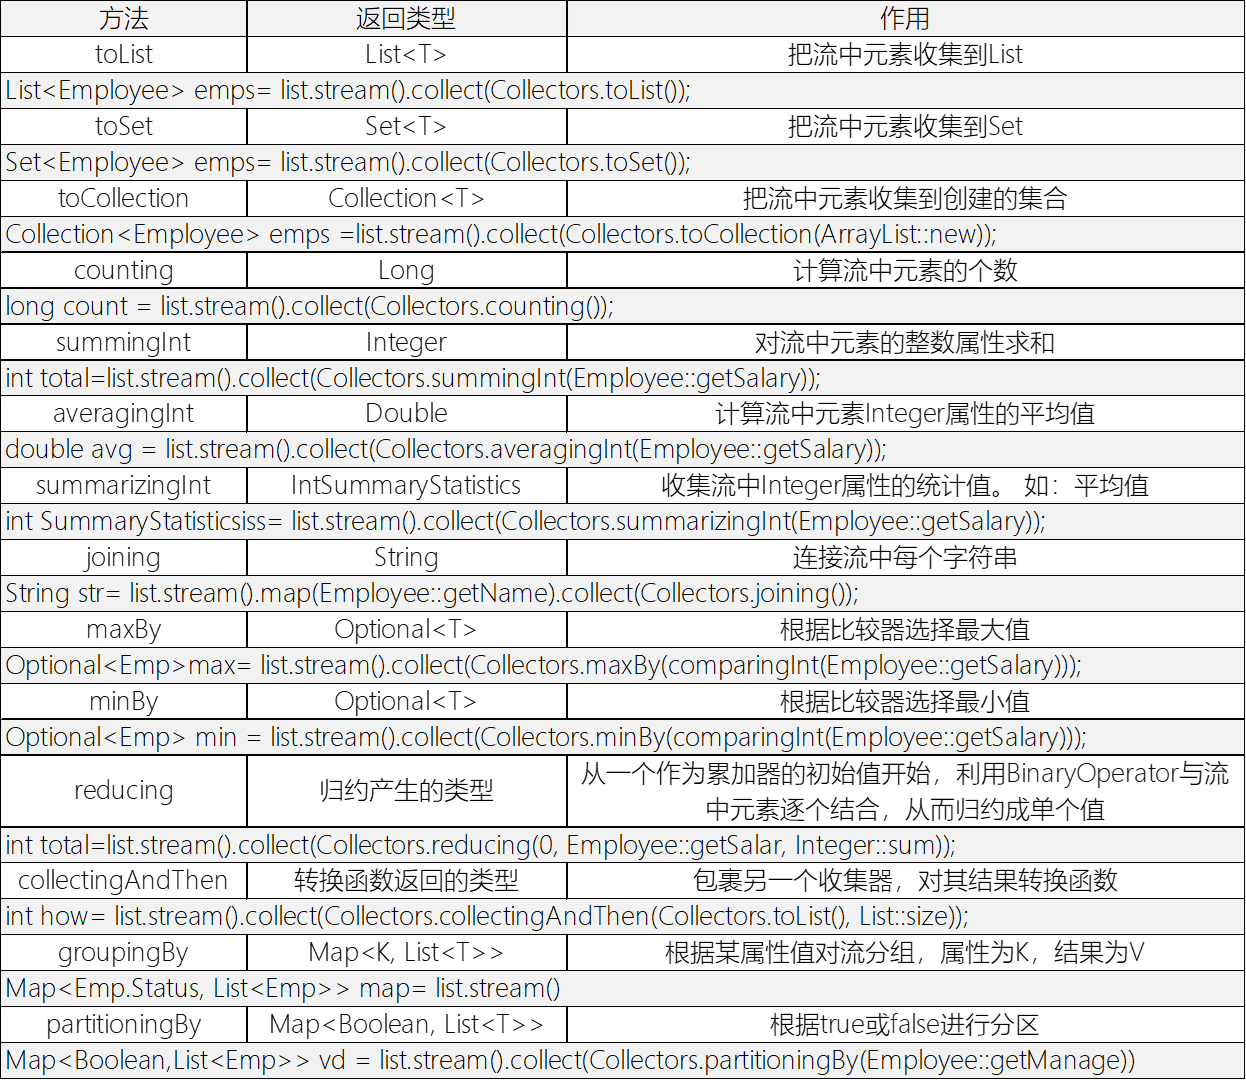 方法 返回类型 作用
toList List<T> 把流中元素收集到List
List<Employee> emps= list.stream().collect(Collectors.toList());
toSet Set<T> 把流中元素收集到Set
Set<Employee> emps= list.stream().collect(Collectors.toSet());
toCollection Collection<T> 把流中元素收集到创建的集合
Collection<Employee> emps =list.stream().collect(Collectors.toCollection(ArrayList::new));
counting Long 计算流中元素的个数
long count = list.stream().collect(Collectors.counting());
summingInt Integer 对流中元素的整数属性求和
int total=list.stream().collect(Collectors.summingInt(Employee::getSalary));
averagingInt Double 计算流中元素Integer属性的平均值
double avg = list.stream().collect(Collectors.averagingInt(Employee::getSalary));
summarizingInt IntSummaryStatistics 收集流中Integer属性的统计值。 如：平均值
int SummaryStatisticsiss= list.stream().collect(Collectors.summarizingInt(Employee::getSalary));
joining String 连接流中每个字符串
String str= list.stream().map(Employee::getName).collect(Collectors.joining());
maxBy Optional<T> 根据比较器选择最大值
Optional<Emp>max= list.stream().collect(Collectors.maxBy(comparingInt(Employee::getSalary)));
minBy Optional<T> 根据比较器选择最小值
Optional<Emp> min = list.stream().collect(Collectors.minBy(comparingInt(Employee::getSalary)));
reducing 归约产生的类型 从一个作为累加器的初始值开始，利用BinaryOperator与流
中元素逐个结合，从而归约成单个值
int total=list.stream().collect(Collectors.reducing(0, Employee::getSalar, Integer::sum));
collectingAndThen 转换函数返回的类型 包裹另一个收集器，对其结果转换函数
int how= list.stream().collect(Collectors.collectingAndThen(Collectors.toList(), List::size));
groupingBy Map<K, List<T>> 根据某属性值对流分组，属性为K，结果为V
Map<Emp.Status, List<Emp>> map= list.stream()
partitioningBy Map<Boolean, List<T>> 根据true或false进行分区
Map<Boolean,List<Emp>> vd = list.stream().collect(Collectors.partitioningBy(Employee::getManage))